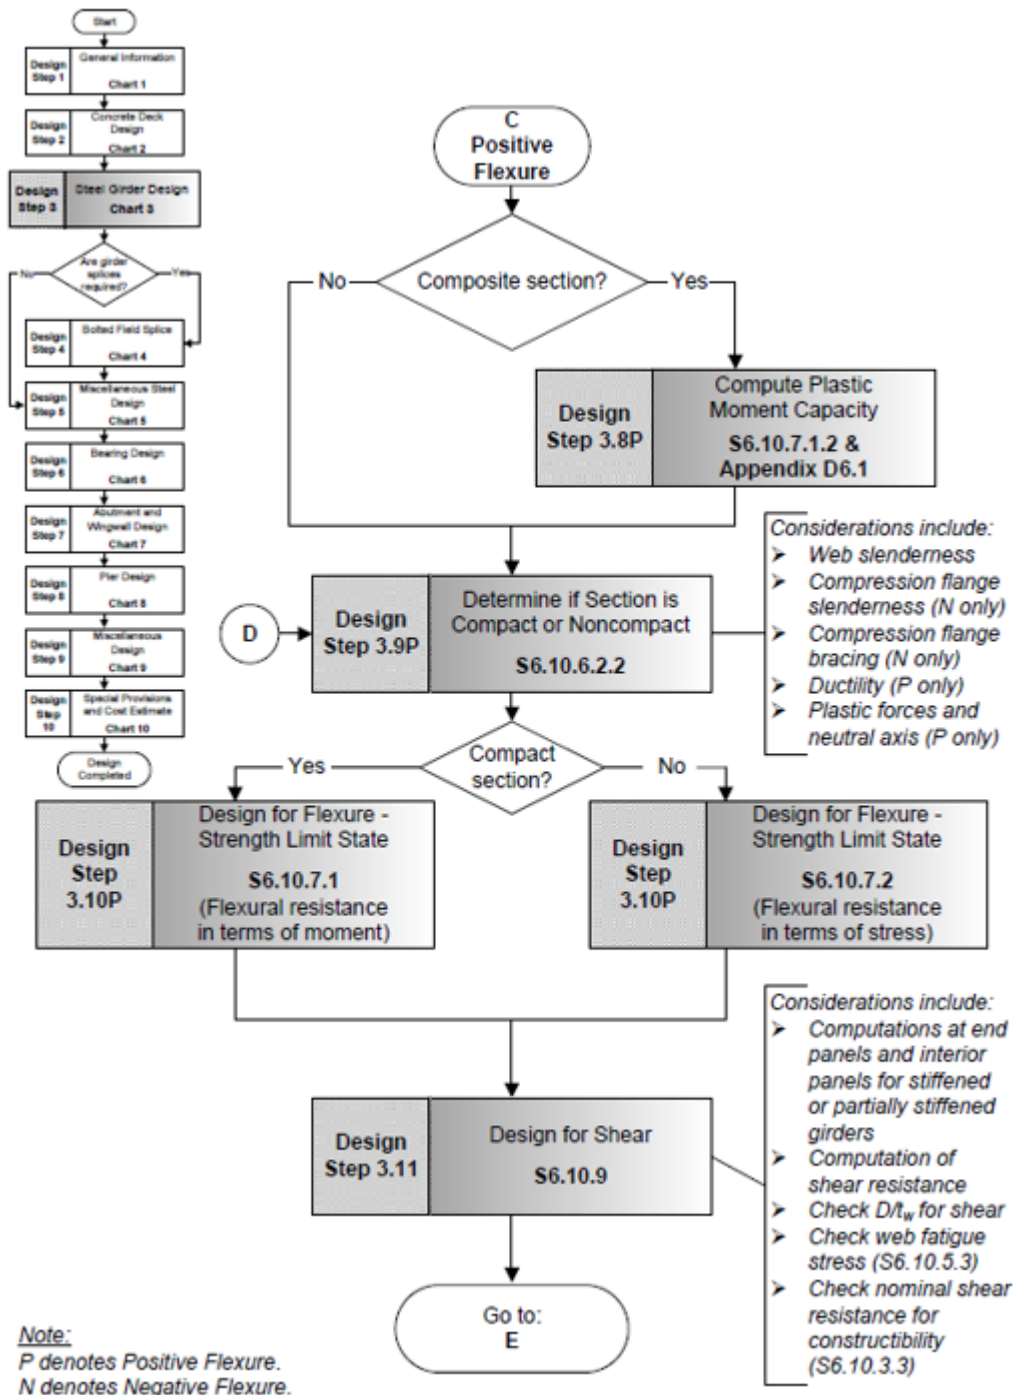 Start
Design
Step 1
General Information
Chart 1
Design
Step 2
Concrete Deck
Design
Chart 2
Design
Step 3
Steel Girder Design
Chart 3
Are girder
splices
required?
No
Yes
Design
Step 4
Bolted Field Splice
Chart 4
Design
Step 5
Miscellaneous Steel
Design
Chart 5
Design
Step 6
Bearing Design
Chart 6
Design
Step 7
Abutment and
Wingwall Design
Chart 7
Design
Step 8
Pier Design
Chart 8
Design
Step 9
Miscellaneous
Design
Chart 9
Design
Step
10
Special Provisions
and Cost Estimate
Chart 10
Design
Completed
C
Positive
Flexure
Composite section?
No
Yes
Design
Step 3.8P
Compute Plastic
Moment Capacity
S6.10.7.1.2 &
Appendix D6.1
D
Design
Step 3.9P
Determine if Section is
Compact or Noncompact
S6.10.6.2.2
Considerations include:
➤ Web slenderness
➤ Compression flange
slenderness (N only)
➤ Compression flange
bracing (N only)
➤ Ductility (P only)
➤ Plastic forces and
neutral axis (P only)
Compact
section?
Yes
No
Design
Step
3.10P
Design for Flexure -
Strength Limit State
S6.10.7.1
(Flexural resistance
in terms of moment)
Design
Step
3.10P
Design for Flexure -
Strength Limit State
S6.10.7.2
(Flexural resistance
in terms of stress)
Design
Step 3.11
Design for Shear
S6.10.9
Considerations include:
➤ Computations at end
panels and interior
panels for stiffened
or partially stiffened
girders
➤ Computation of
shear resistance
➤ Check D/tw for shear
➤ Check web fatigue
stress (S6.10.5.3)
➤ Check nominal shear
resistance for
constructibility
(S6.10.3.3)
Go to:
E
Note:
P denotes Positive Flexure.
N denotes Negative Flexure.